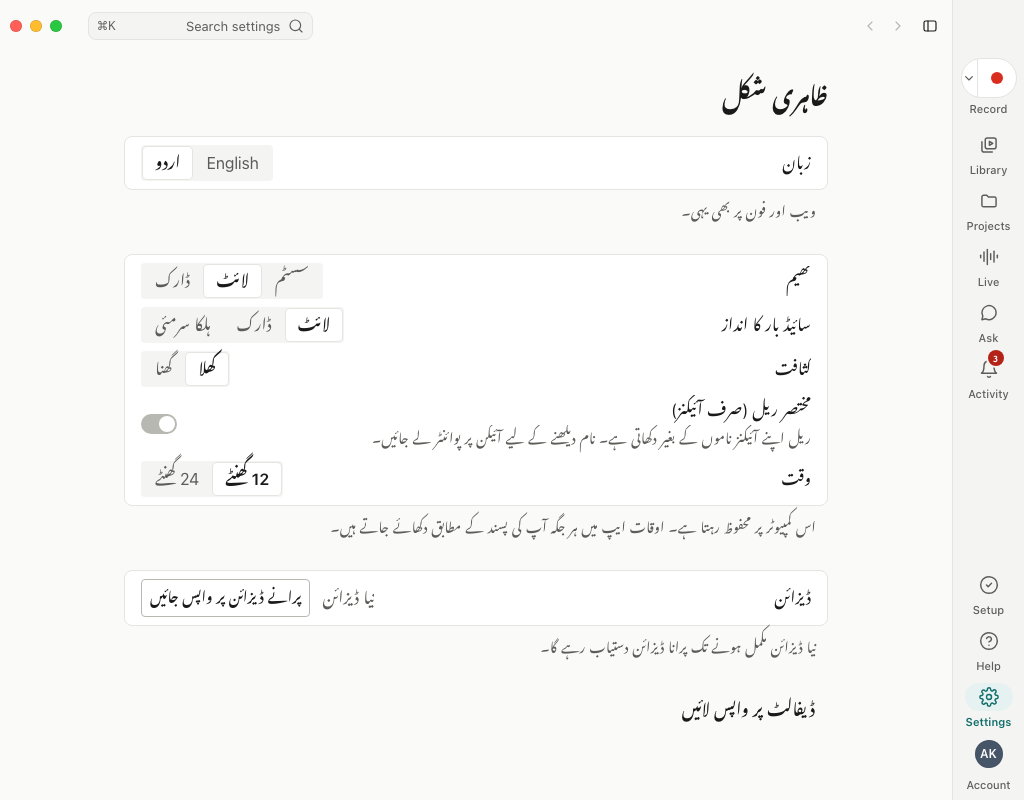 ⌘K Search settings
ظاہری شکل
زبان
اردو English
ویب اور فون پر بھی یہی۔
تھیم
سسٹم لائٹ ڈارک
سائیڈ بار کا انداز
لائٹ ڈارک ہلکا سرمئی
کثافت
کھلا گھنا
مختصر ریل (صرف آئیکنز)
ریل اپنے آئیکنز ناموں کے بغیر دکھاتی ہے۔ نام دیکھنے کے لیے آئیکن پر پوائنٹر لے جائیں۔
وقت
12 گھنٹے 24 گھنٹے
اس کمپیوٹر پر محفوظ رہتا ہے۔ اوقات ایپ میں ہر جگہ آپ کی پسند کے مطابق دکھائے جاتے ہیں۔
ڈیزائن
نیا ڈیزائن پرانے ڈیزائن پر واپس جائیں
نیا ڈیزائن مکمل ہونے تک پرانا ڈیزائن دستیاب رہے گا۔
ڈیفالٹ پر واپس لائیں
Record
Library
Projects
Live
Ask
3
Activity
Setup
Help
Settings
AK
Account